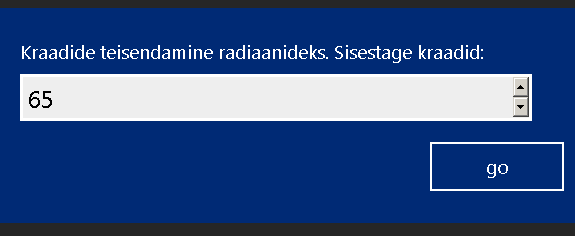 Kraadide teisendamine radiaanideks. Sisestage kraadid:
65
go